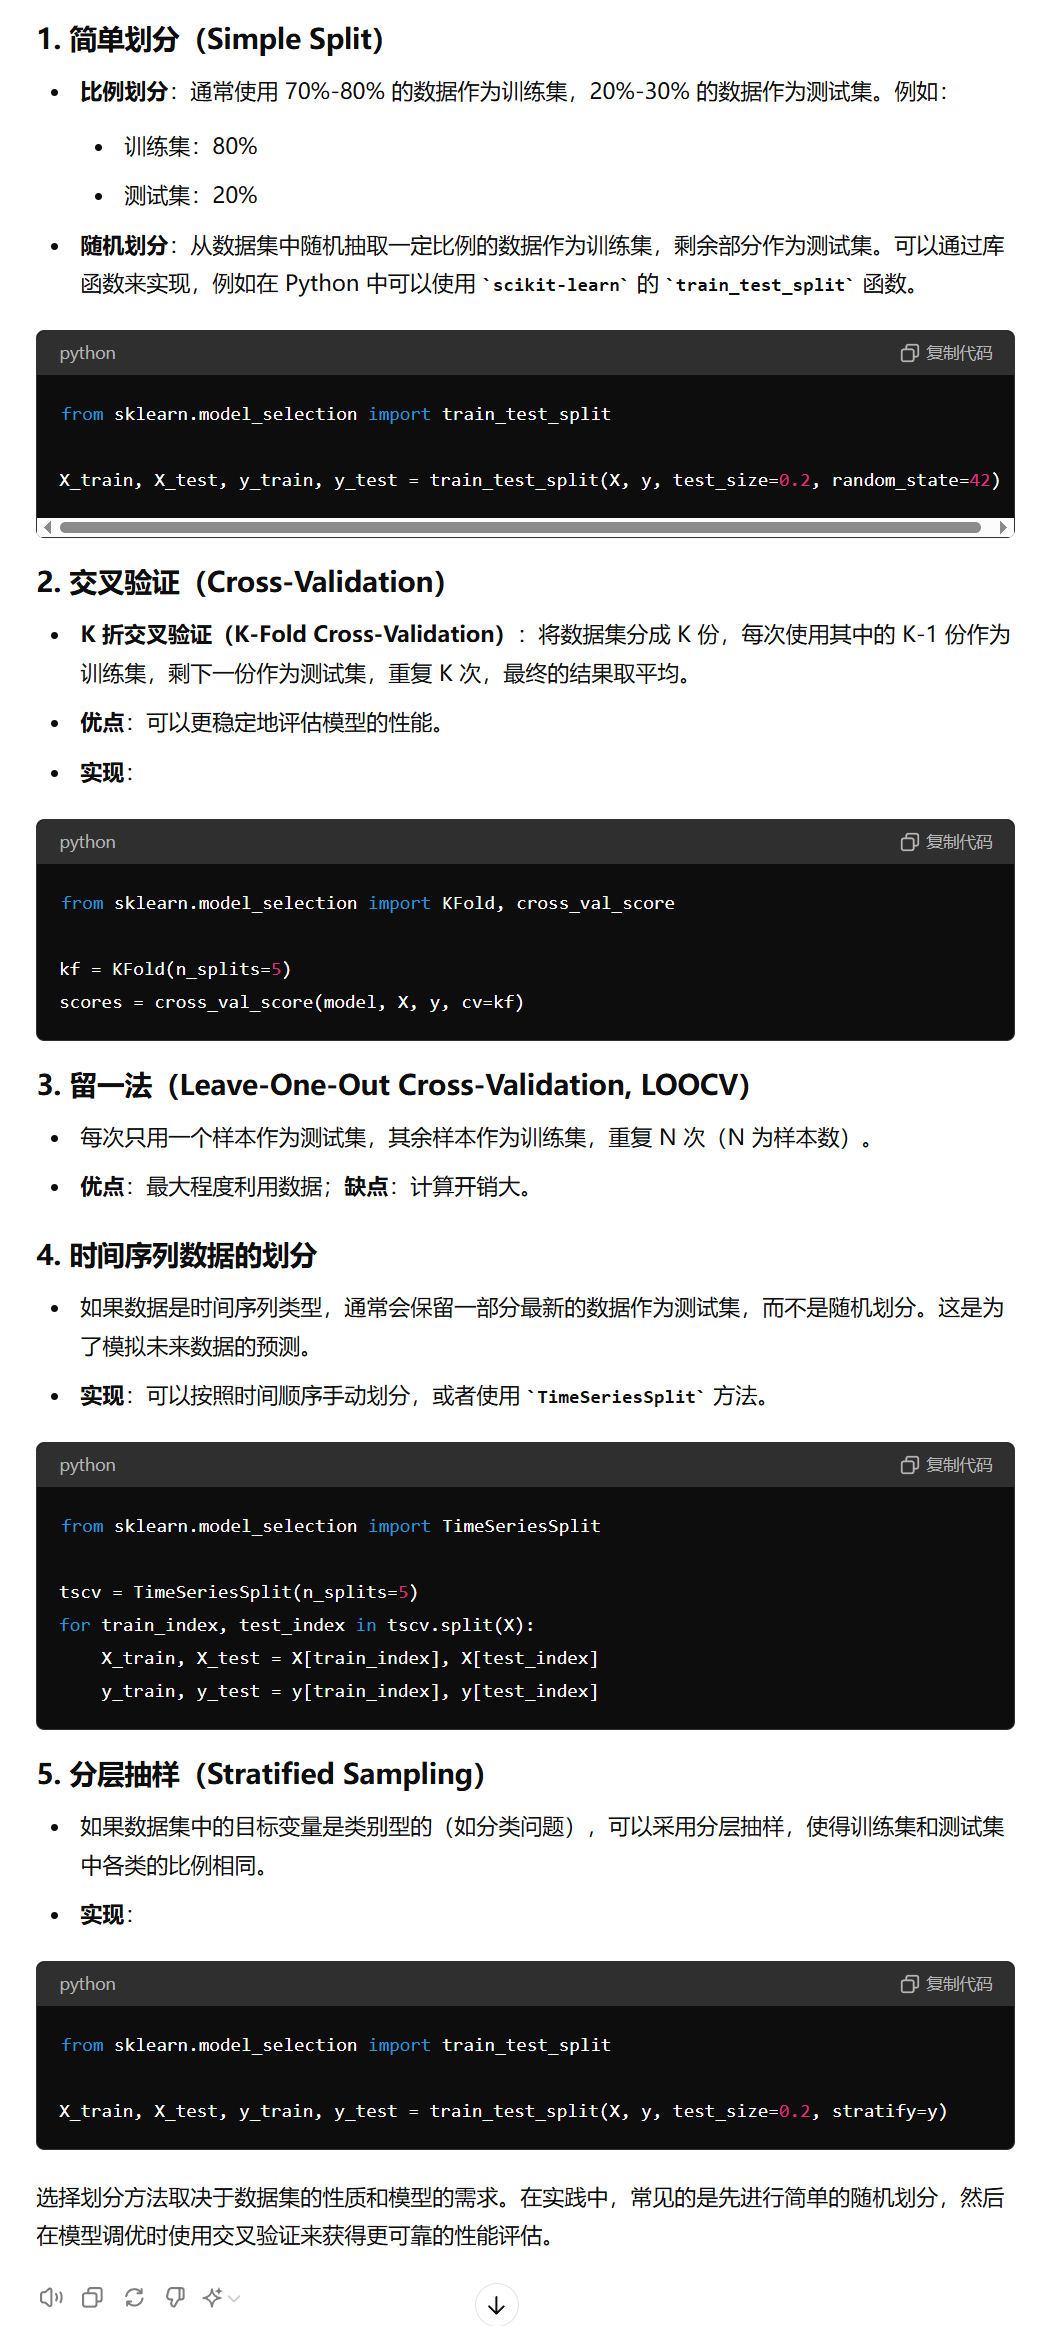 1. 简单划分（Simple Split）
• 比例划分：通常使用 70%-80% 的数据作为训练集，20%-30% 的数据作为测试集。例如：
• 训练集：80%
• 测试集：20%
• 随机划分：从数据集中随机抽取一定比例的数据作为训练集，剩余部分作为测试集。可以通过库
函数来实现，例如在 Python 中可以使用 `scikit-learn` 的 `train_test_split` 函数。
python 复制代码
from sklearn.model_selection import train_test_split
X_train, X_test, y_train, y_test = train_test_split(X, y, test_size=0.2, random_state=42)
2. 交叉验证（Cross-Validation）
• K 折交叉验证（K-Fold Cross-Validation）：将数据集分成 K 份，每次使用其中的 K-1 份作为
训练集，剩下一份作为测试集，重复 K 次，最终的结果取平均。
• 优点：可以更稳定地评估模型的性能。
• 实现：
python 复制代码
from sklearn.model_selection import KFold, cross_val_score
kf = KFold(n_splits=5)
scores = cross_val_score(model, X, y, cv=kf)
3. 留一法（Leave-One-Out Cross-Validation, LOOCV）
• 每次只用一个样本作为测试集，其余样本作为训练集，重复 N 次（N 为样本数）。
• 优点：最大程度利用数据；缺点：计算开销大。
4. 时间序列数据的划分
• 如果数据是时间序列类型，通常会保留一部分最新的数据作为测试集，而不是随机划分。这是为
了模拟未来数据的预测。
• 实现：可以按照时间顺序手动划分，或者使用 `TimeSeriesSplit` 方法。
python 复制代码
from sklearn.model_selection import TimeSeriesSplit
tscv = TimeSeriesSplit(n_splits=5)
for train_index, test_index in tscv.split(X):
    X_train, X_test = X[train_index], X[test_index]
    y_train, y_test = y[train_index], y[test_index]
5. 分层抽样（Stratified Sampling）
• 如果数据集中的目标变量是类别型的（如分类问题），可以采用分层抽样，使得训练集和测试集
中各类的比例相同。
• 实现：
python 复制代码
from sklearn.model_selection import train_test_split
X_train, X_test, y_train, y_test = train_test_split(X, y, test_size=0.2, stratify=y)
选择划分方法取决于数据集的性质和模型的需求。在实践中，常见的是先进行简单的随机划分，然后
在模型调优时使用交叉验证来获得更可靠的性能评估。